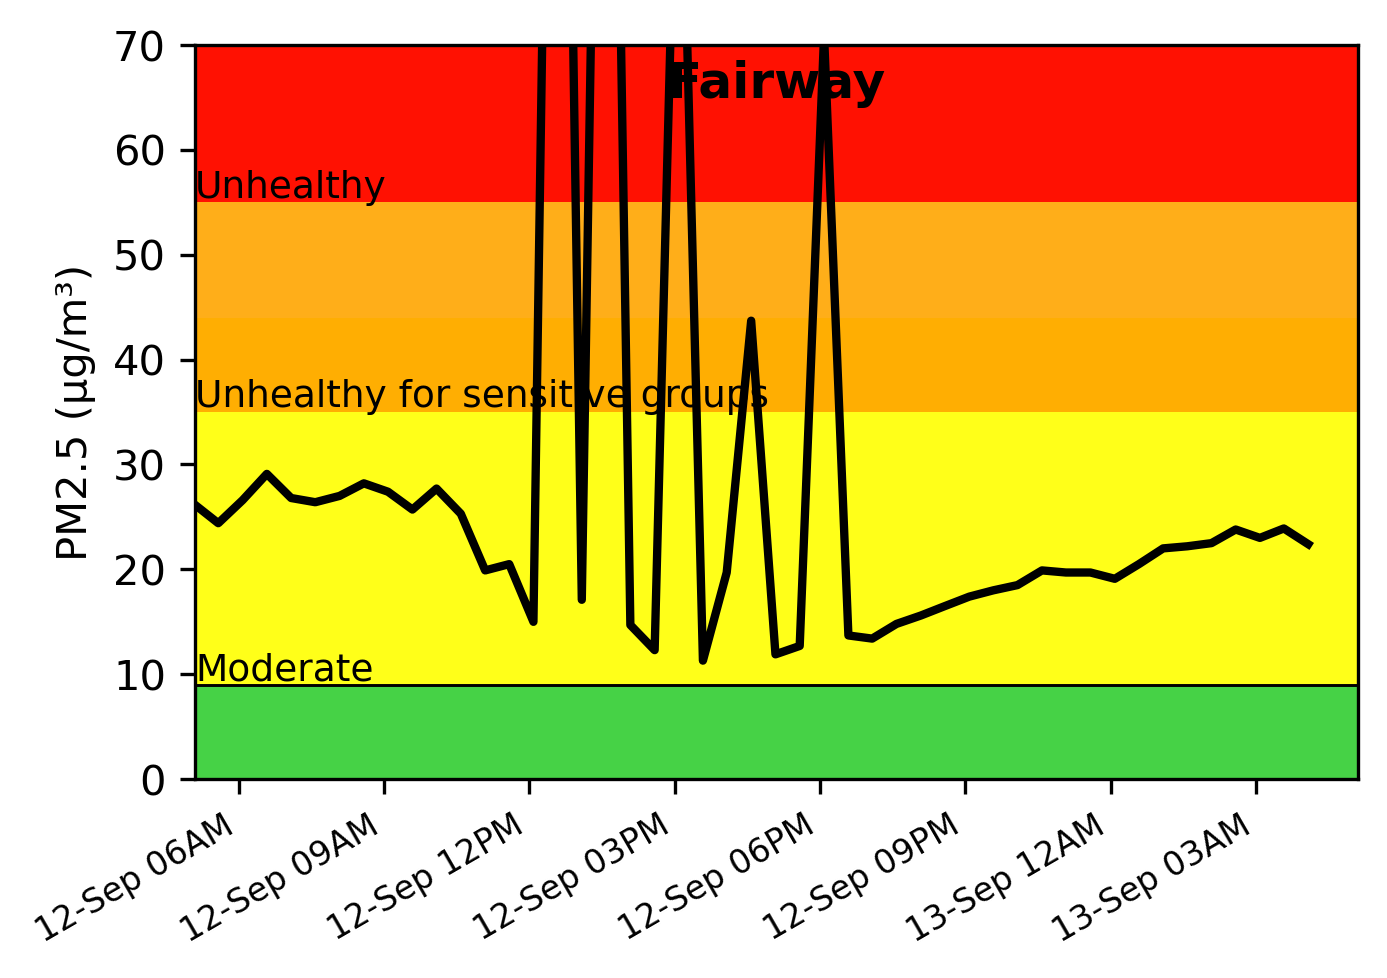 Fairway
70
60
Unhealthy
50
40
Unhealthy for sensitive groups
30
20
Moderate
10
0
PM2.5 (μg/m³)
12-Sep 06AM
12-Sep 09AM
12-Sep 12PM
12-Sep 03PM
12-Sep 06PM
12-Sep 09PM
13-Sep 12AM
13-Sep 03AM